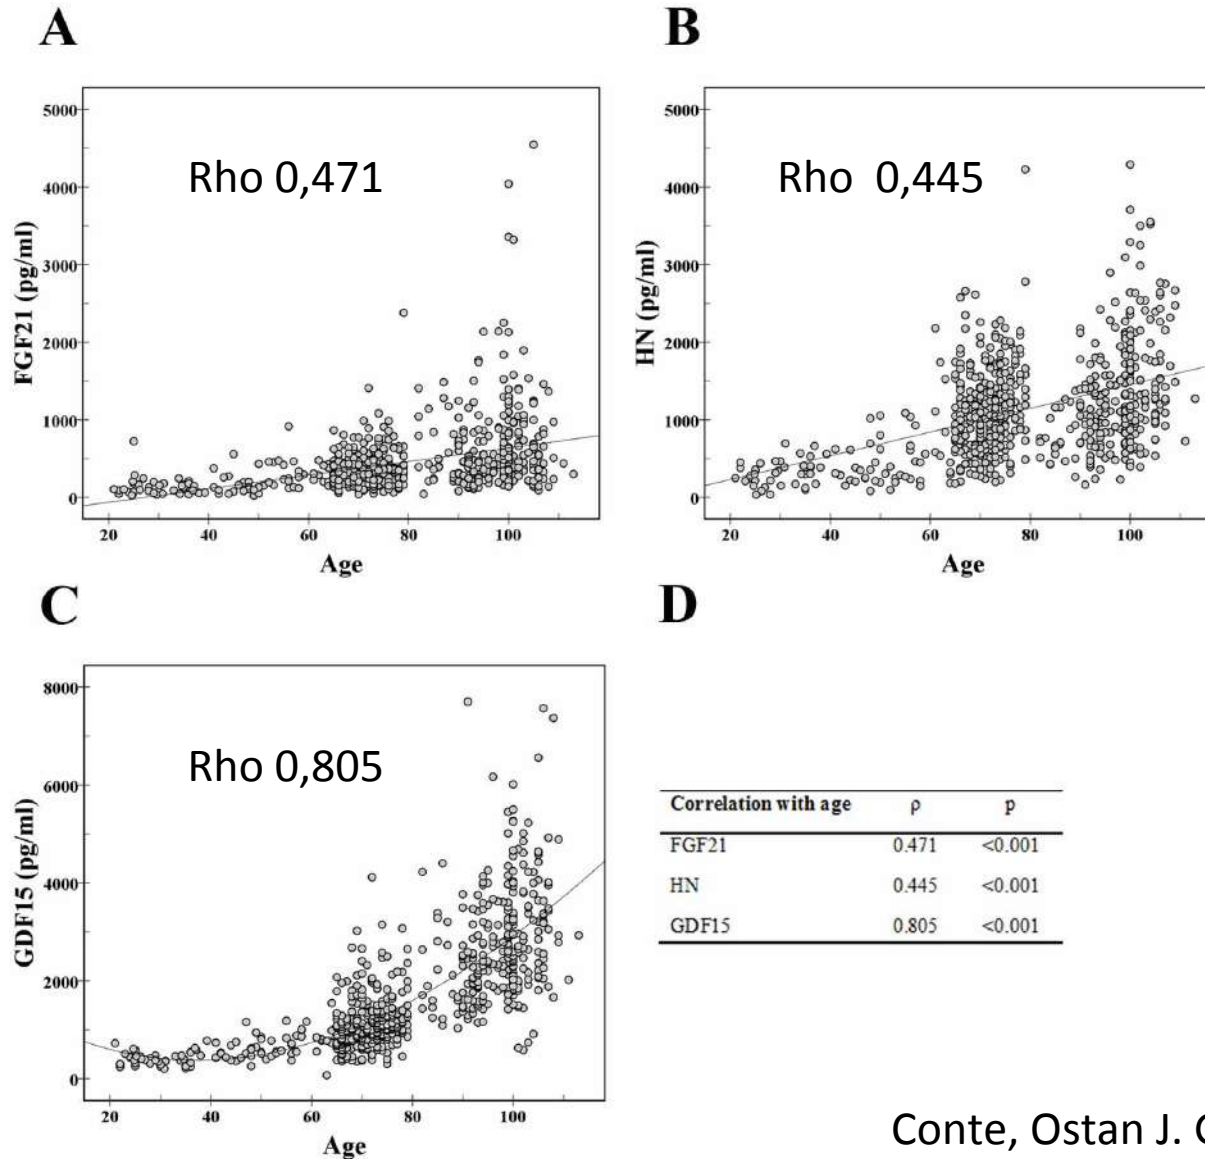 A
B
5000
4000
3000
2000
1000
0
FGF21 (pg/ml)
Rho 0,471
20
40
60
80
100
Age
5000
4000
3000
2000
1000
0
HN (pg/ml)
Rho 0,445
20
40
60
80
100
Age
C
D
8000
6000
4000
2000
0
GDF15 (pg/ml)
Rho 0,805
20
40
60
80
100
Age
Correlation with age ρ p
FGF21 0.471 <0.001
HN 0.445 <0.001
GDF15 0.805 <0.001
Conte, Ostan J. G